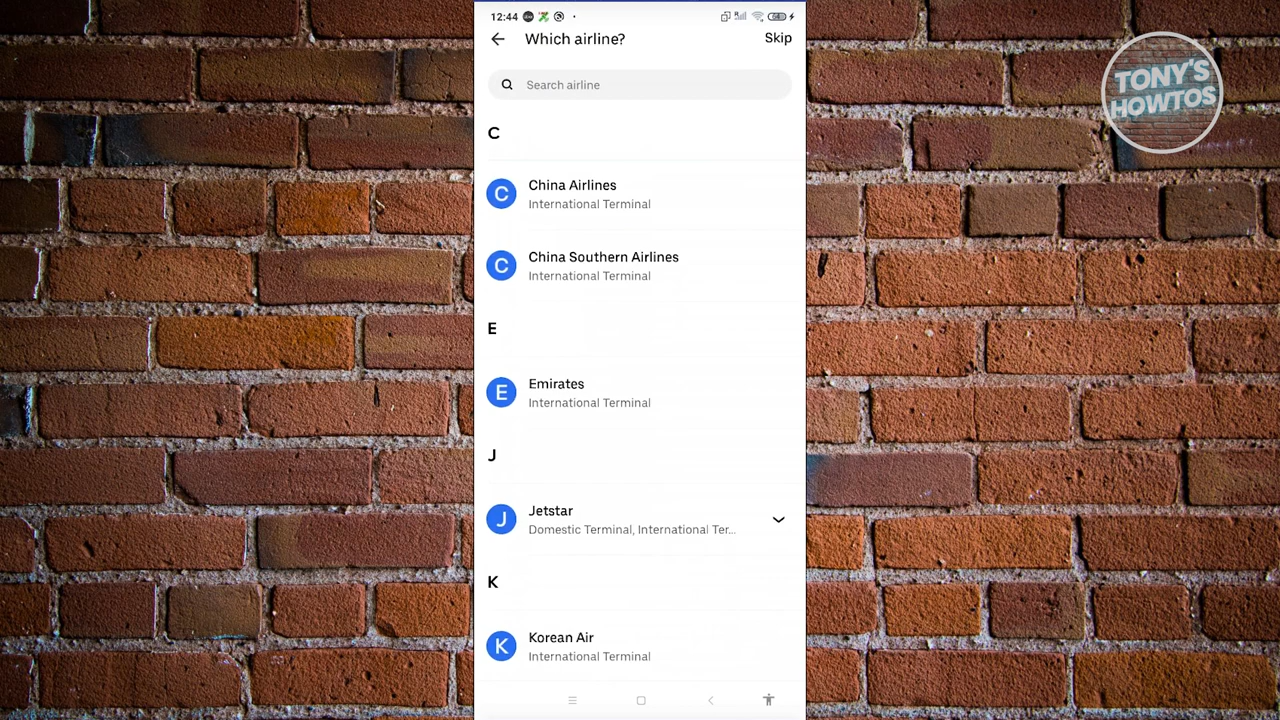 12:44
Which airline?
Skip
TONY'S
HOWTOS
Search airline
C
C
China Airlines
International Terminal
C
China Southern Airlines
International Terminal
E
E
Emirates
International Terminal
J
J
Jetstar
Domestic Terminal, International Ter...
K
K
Korean Air
International Terminal